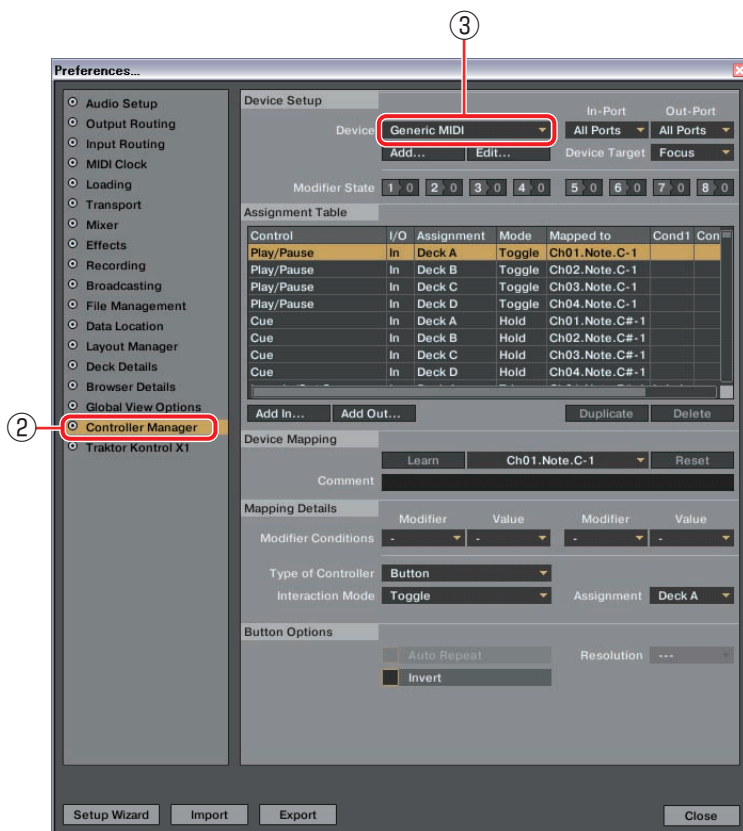 ③
Preferences...
Audio Setup
Output Routing
Input Routing
MIDI Clock
Loading
Transport
Mixer
Effects
Recording
Broadcasting
File Management
Data Location
Layout Manager
Deck Details
Browser Details
Global View Options
② Controller Manager
Traktor Kontrol X1
Device Setup
In-Port Out-Port
Device Generic MIDI All Ports All Ports
Add... Edit... Device Target Focus
Modifier State 1 0 2 0 3 0 4 0 5 0 6 0 7 0 8 0
Assignment Table
Control I/O Assignment Mode Mapped to Cond1 Con
Play/Pause In Deck A Toggle Ch01.Note.C-1
Play/Pause In Deck B Toggle Ch02.Note.C-1
Play/Pause In Deck C Toggle Ch03.Note.C-1
Play/Pause In Deck D Toggle Ch04.Note.C-1
Cue In Deck A Hold Ch01.Note.C#-1
Cue In Deck B Hold Ch02.Note.C#-1
Cue In Deck C Hold Ch03.Note.C#-1
Cue In Deck D Hold Ch04.Note.C#-1
Add In... Add Out... Duplicate Delete
Device Mapping
Learn Ch01.Note.C-1 Reset
Comment
Mapping Details
Modifier Value Modifier Value
Modifier Conditions - - - -
Type of Controller Button
Interaction Mode Toggle Assignment Deck A
Button Options
Auto Repeat Resolution ---
Invert
Setup Wizard Import Export Close